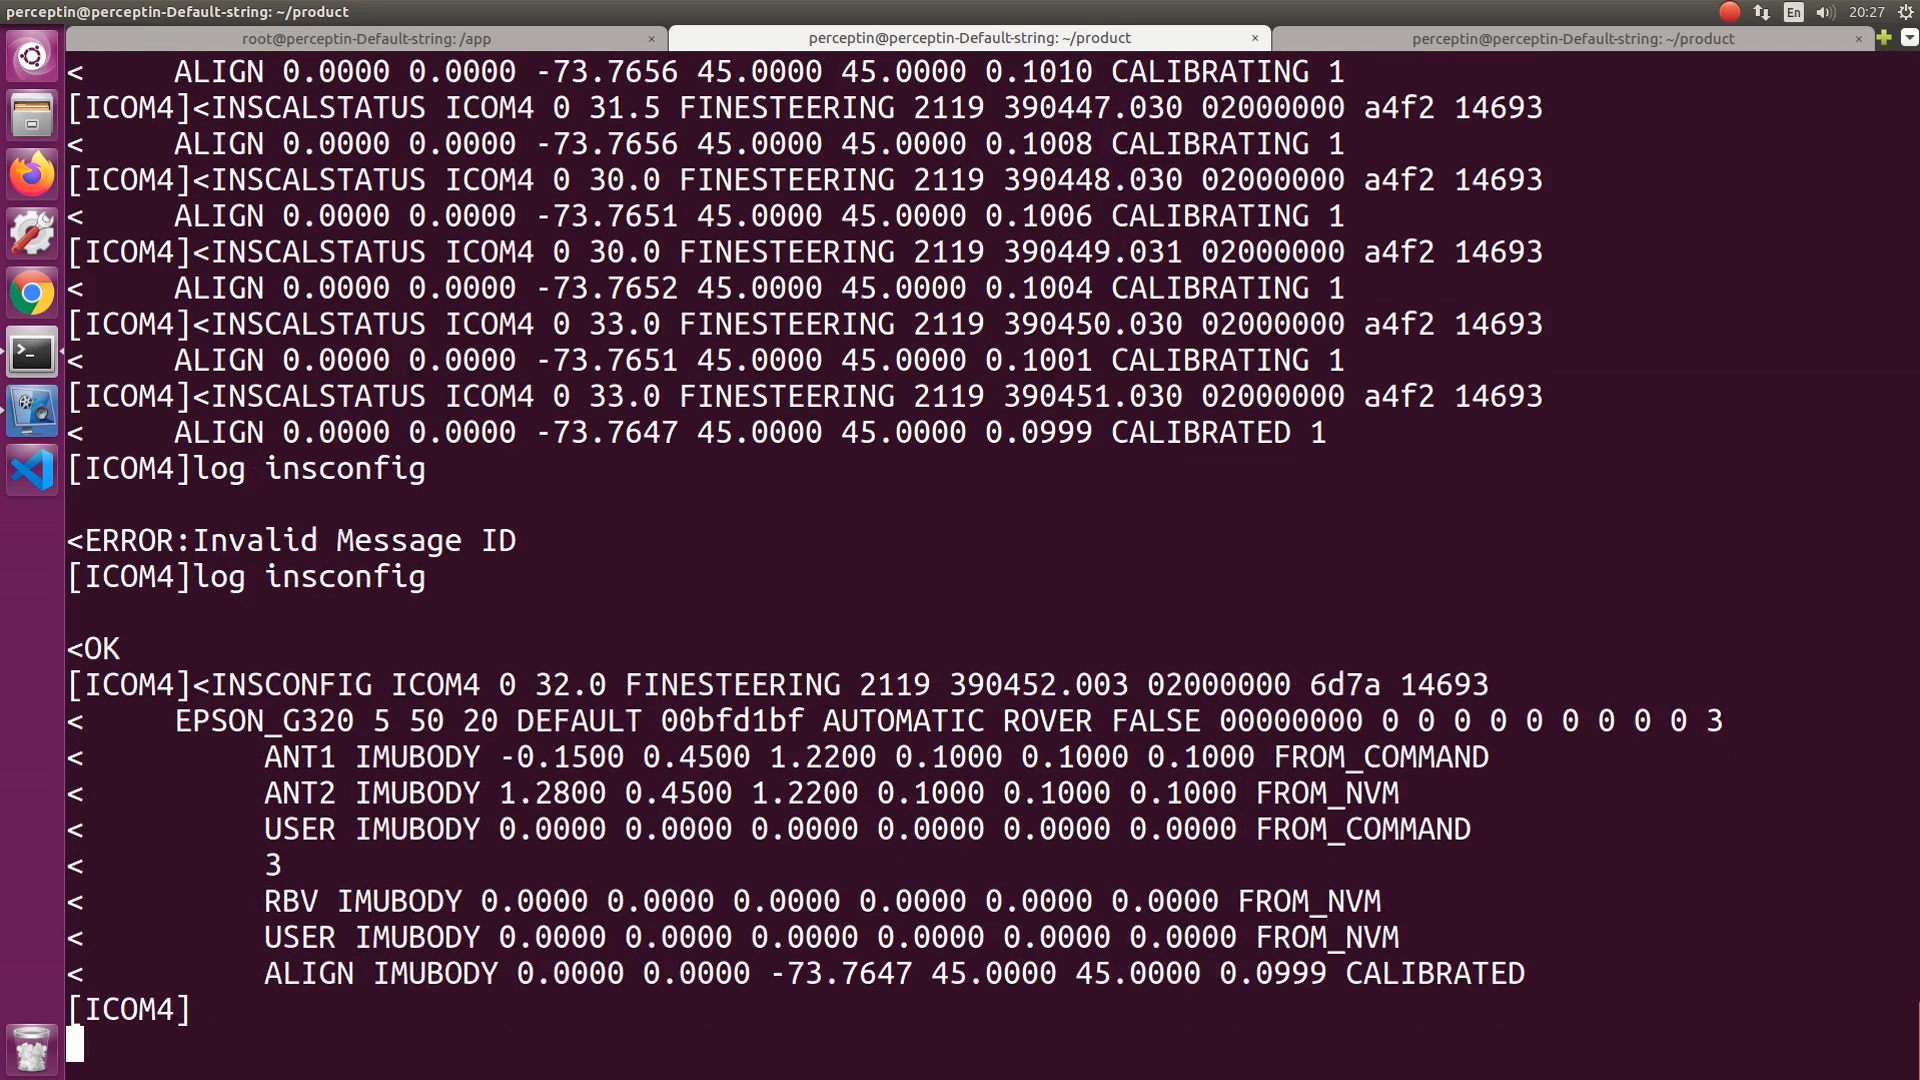 perceptin@perceptin-Default-string: ~/product
En
20:27
root@perceptin-Default-string: /app
perceptin@perceptin-Default-string: ~/product
perceptin@perceptin-Default-string: ~/product
<     ALIGN 0.0000 0.0000 -73.7656 45.0000 45.0000 0.1010 CALIBRATING 1
[ICOM4]<INSCALSTATUS ICOM4 0 31.5 FINESTEERING 2119 390447.030 02000000 a4f2 14693
<     ALIGN 0.0000 0.0000 -73.7656 45.0000 45.0000 0.1008 CALIBRATING 1
[ICOM4]<INSCALSTATUS ICOM4 0 30.0 FINESTEERING 2119 390448.030 02000000 a4f2 14693
<     ALIGN 0.0000 0.0000 -73.7651 45.0000 45.0000 0.1006 CALIBRATING 1
[ICOM4]<INSCALSTATUS ICOM4 0 30.0 FINESTEERING 2119 390449.031 02000000 a4f2 14693
<     ALIGN 0.0000 0.0000 -73.7652 45.0000 45.0000 0.1004 CALIBRATING 1
[ICOM4]<INSCALSTATUS ICOM4 0 33.0 FINESTEERING 2119 390450.030 02000000 a4f2 14693
<     ALIGN 0.0000 0.0000 -73.7651 45.0000 45.0000 0.1001 CALIBRATING 1
[ICOM4]<INSCALSTATUS ICOM4 0 33.0 FINESTEERING 2119 390451.030 02000000 a4f2 14693
<     ALIGN 0.0000 0.0000 -73.7647 45.0000 45.0000 0.0999 CALIBRATED 1
[ICOM4]log insconfig
<ERROR:Invalid Message ID
[ICOM4]log insconfig
<OK
[ICOM4]<INSCONFIG ICOM4 0 32.0 FINESTEERING 2119 390452.003 02000000 6d7a 14693
<     EPSON_G320 5 50 20 DEFAULT 00bfd1bf AUTOMATIC ROVER FALSE 00000000 0 0 0 0 0 0 0 0 0 3
<          ANT1 IMUBODY -0.1500 0.4500 1.2200 0.1000 0.1000 0.1000 FROM_COMMAND
<          ANT2 IMUBODY 1.2800 0.4500 1.2200 0.1000 0.1000 0.1000 FROM_NVM
<          USER IMUBODY 0.0000 0.0000 0.0000 0.0000 0.0000 0.0000 FROM_COMMAND
<          3
<          RBV IMUBODY 0.0000 0.0000 0.0000 0.0000 0.0000 0.0000 FROM_NVM
<          USER IMUBODY 0.0000 0.0000 0.0000 0.0000 0.0000 0.0000 FROM_NVM
<          ALIGN IMUBODY 0.0000 0.0000 -73.7647 45.0000 45.0000 0.0999 CALIBRATED
[ICOM4]